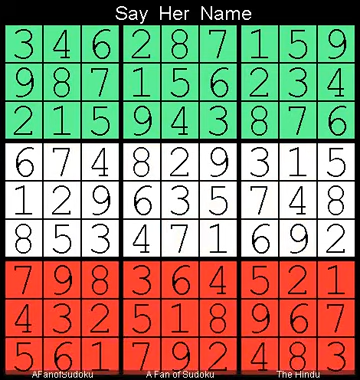 Say Her Name
3 4 6 2 8 7 1 5 9
9 8 7 1 5 6 2 3 4
2 1 5 9 4 3 8 7 6
6 7 4 8 2 9 3 1 5
1 2 9 6 3 5 7 4 8
8 5 3 4 7 1 6 9 2
7 9 8 3 6 4 5 2 1
4 3 2 5 1 8 9 6 7
5 6 1 7 9 2 4 8 3
AFanofSudoku A Fan of Sudoku The Hindu